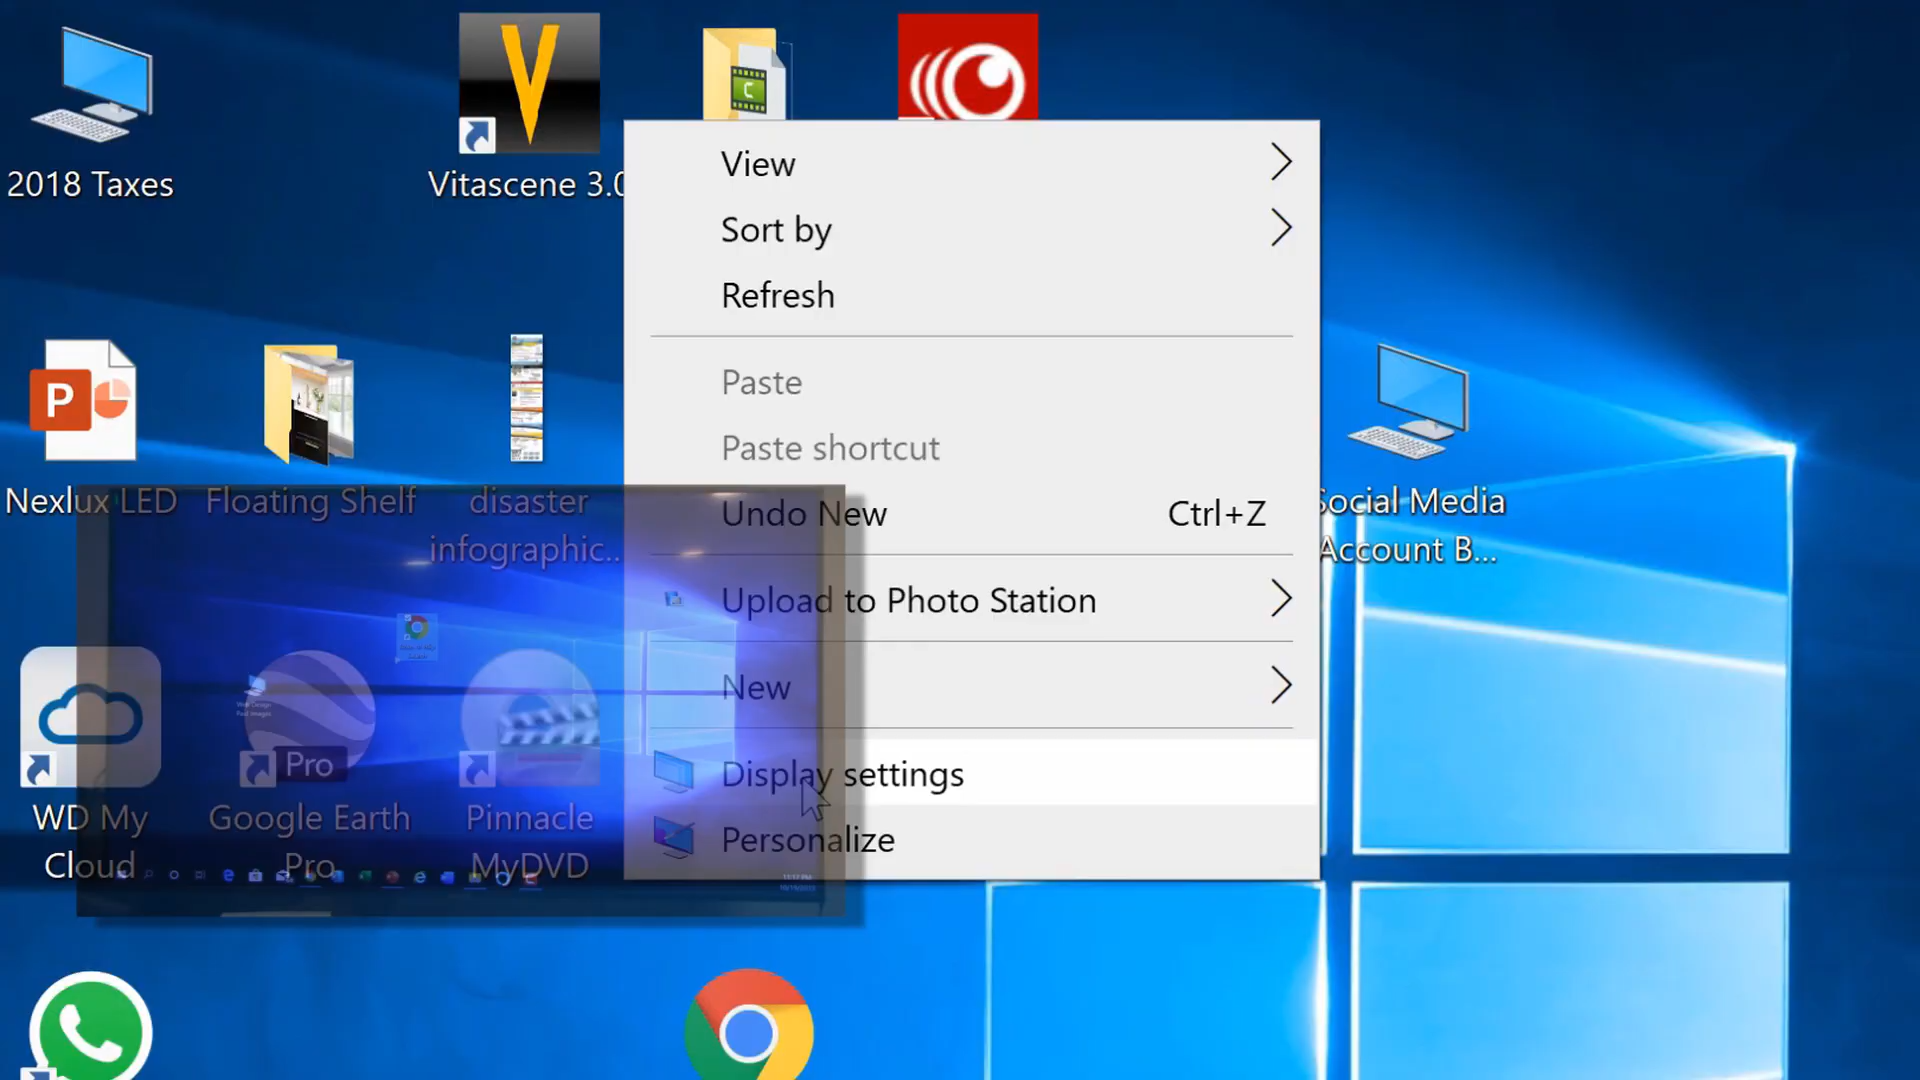 2018 Taxes
V
Vitascene 3.0
C
View
Sort by
Refresh
Paste
Paste shortcut
Undo New Ctrl+Z
Upload to Photo Station
New
Display settings
Personalize
P
Nexlux LED
Floating Shelf
disaster
infographic...
Social Media
Account B...
WD My
Cloud
Pro
Google Earth
Pro
Pinnacle
MyDVD